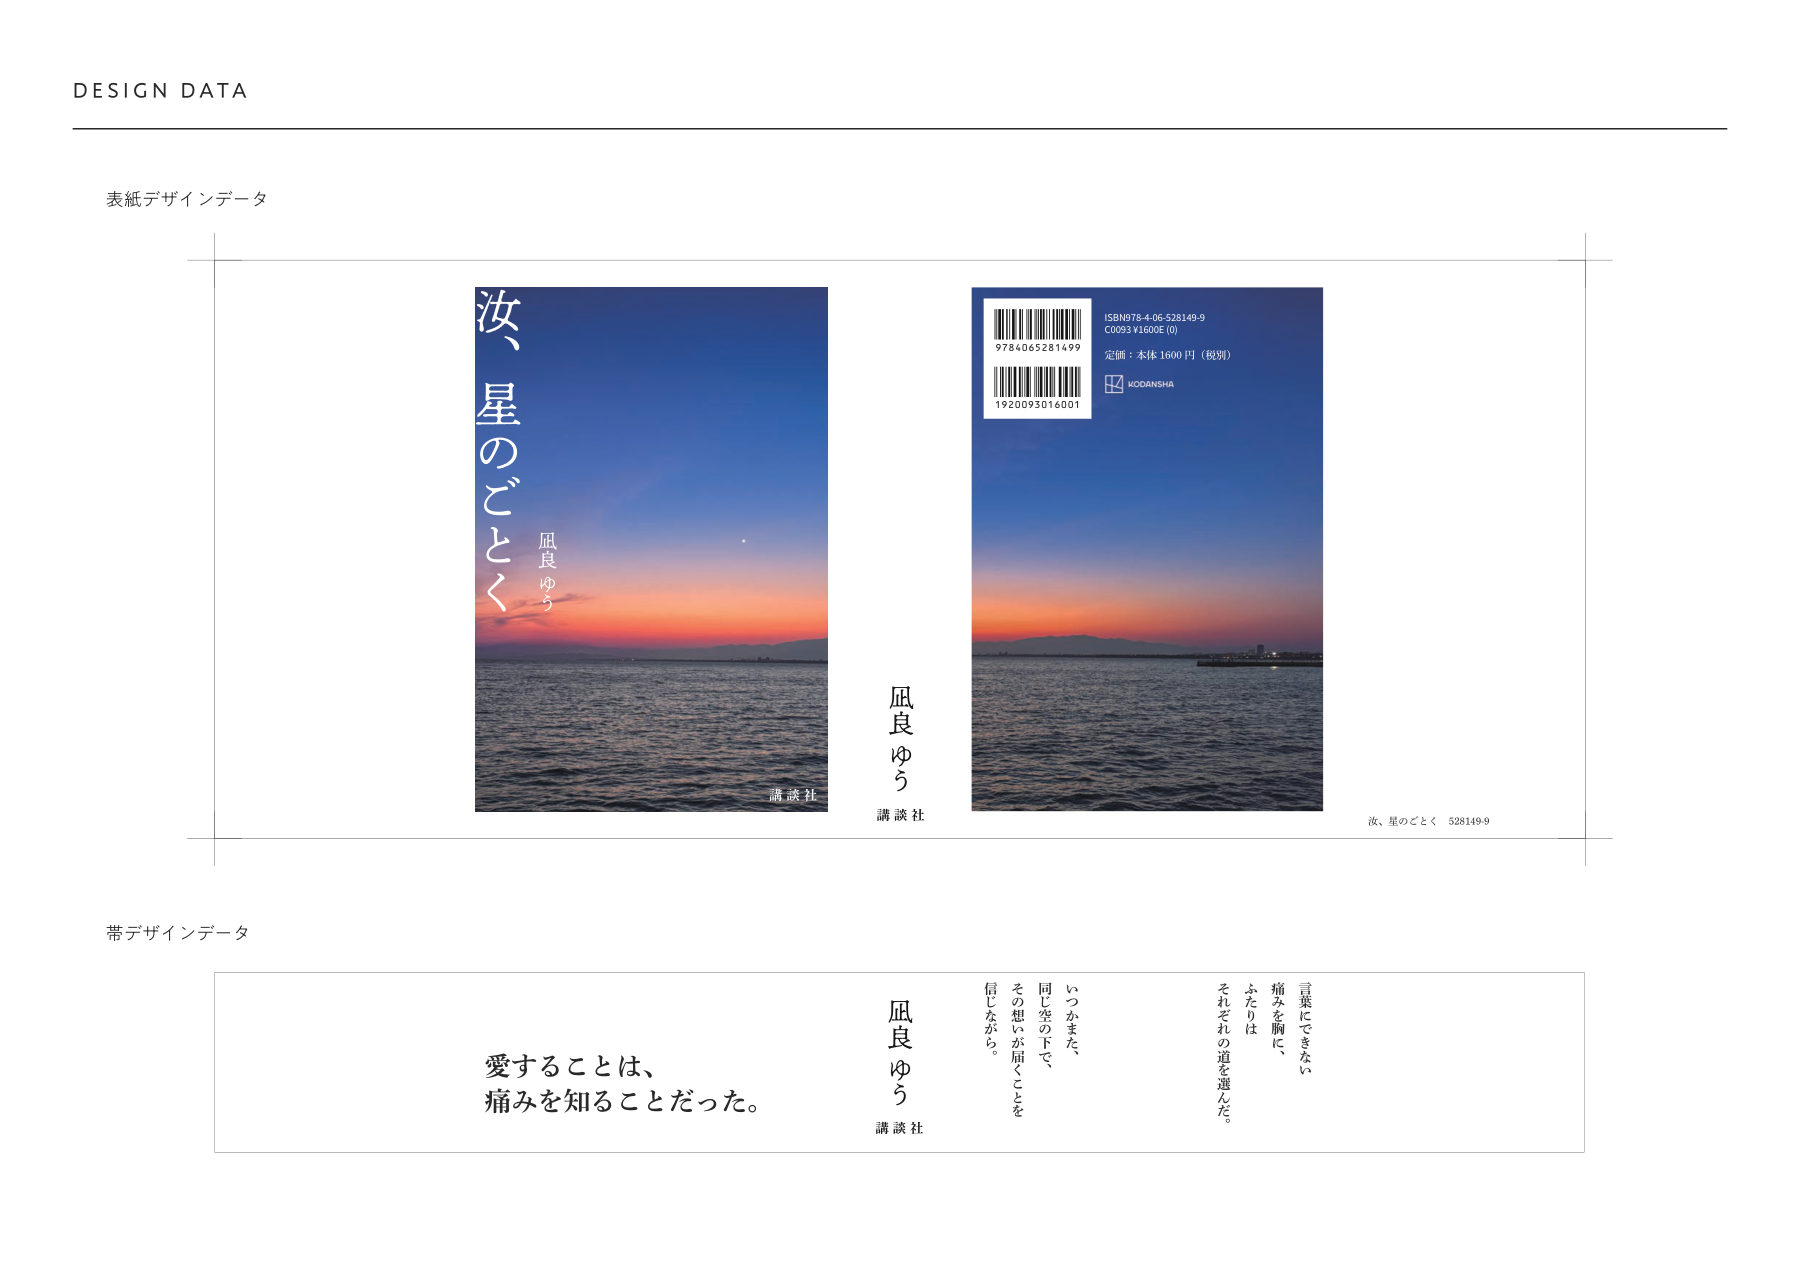 DESIGN DATA
表紙デザインデータ
汝、星のごとく
凪良 ゆう
講談社
凪良 ゆう
講談社
9784065281499
1920093016001
ISBN978-4-06-528149-9
C0093 ¥1600E (0)
定価：本体 1600 円（税別）
KODANSHA
汝、星のごとく 528149-9
帯デザインデータ
愛することは、
痛みを知ることだった。
凪良 ゆう
講談社
言葉にできない
痛みを胸に、
ふたりは
それぞれの道を選んだ。
いつかまた、
同じ空の下で、
その想いが届くことを
信じながら。